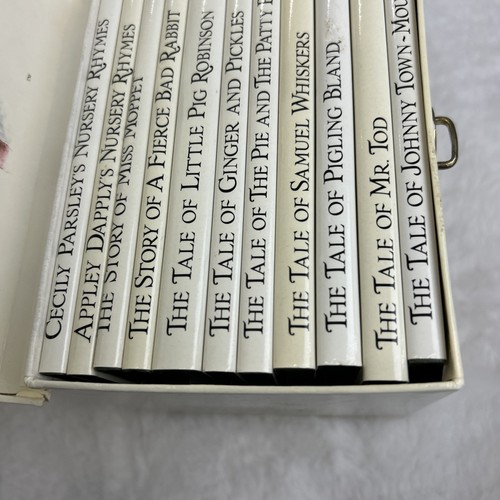 CECILY PARSLEY'S NURSERY RHYMES
APPLEY DAPPLY'S NURSERY RHYMES
THE STORY OF MISS MOPPET
THE STORY OF A FIERCE BAD RABBIT
THE TALE OF LITTLE PIG ROBINSON
THE TALE OF GINGER AND PICKLES
THE TALE OF THE PIE AND THE PATTY
THE TALE OF SAMUEL WHISKERS
THE TALE OF PIGLING BLAND
THE TALE OF MR. TOD
THE TALE OF JOHNNY TOWN-MOU